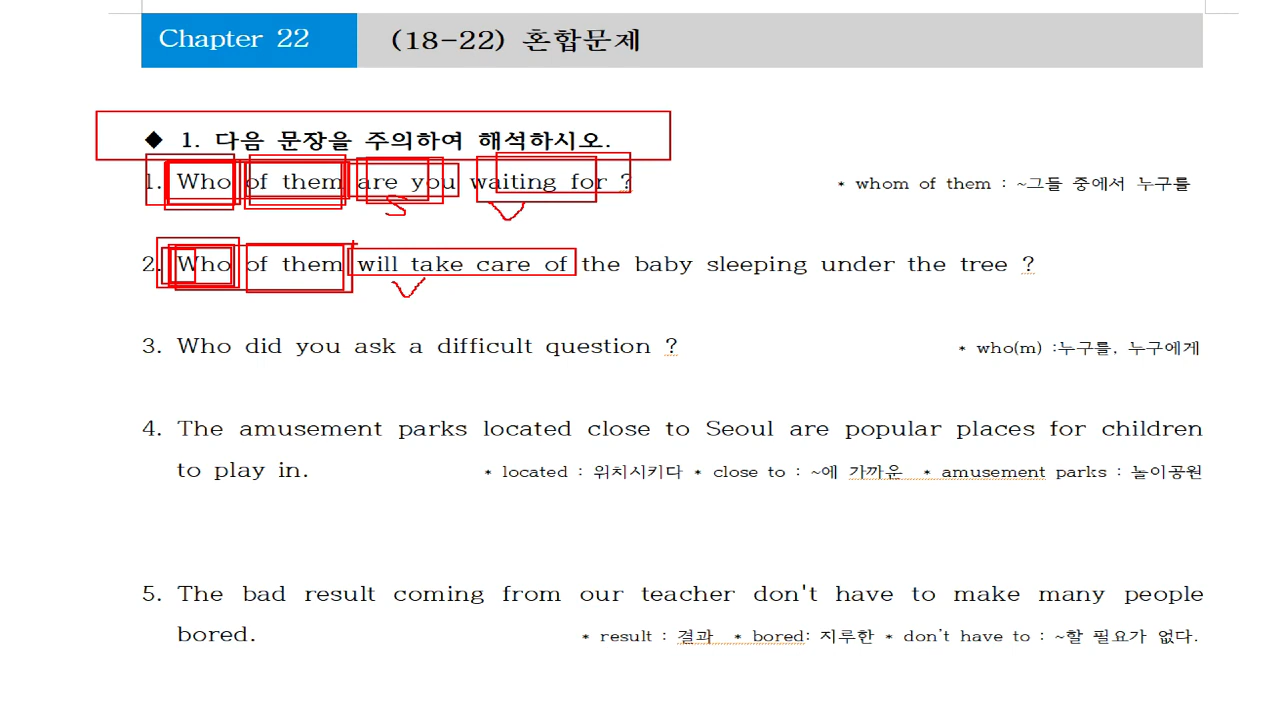 Chapter 22 (18-22) 혼합문제
◆ 1. 다음 문장을 주의하여 해석하시오.
1. Who of them are you waiting for ? * whom of them : ~그들 중에서 누구를
S V
2. Who of them will take care of the baby sleeping under the tree ?
V
3. Who did you ask a difficult question ? * who(m) :누구를, 누구에게
4. The amusement parks located close to Seoul are popular places for children
to play in. * located : 위치시키다 * close to : ~에 가까운 * amusement parks : 놀이공원
5. The bad result coming from our teacher don't have to make many people
bored. * result : 결과 * bored: 지루한 * don't have to : ~할 필요가 없다.